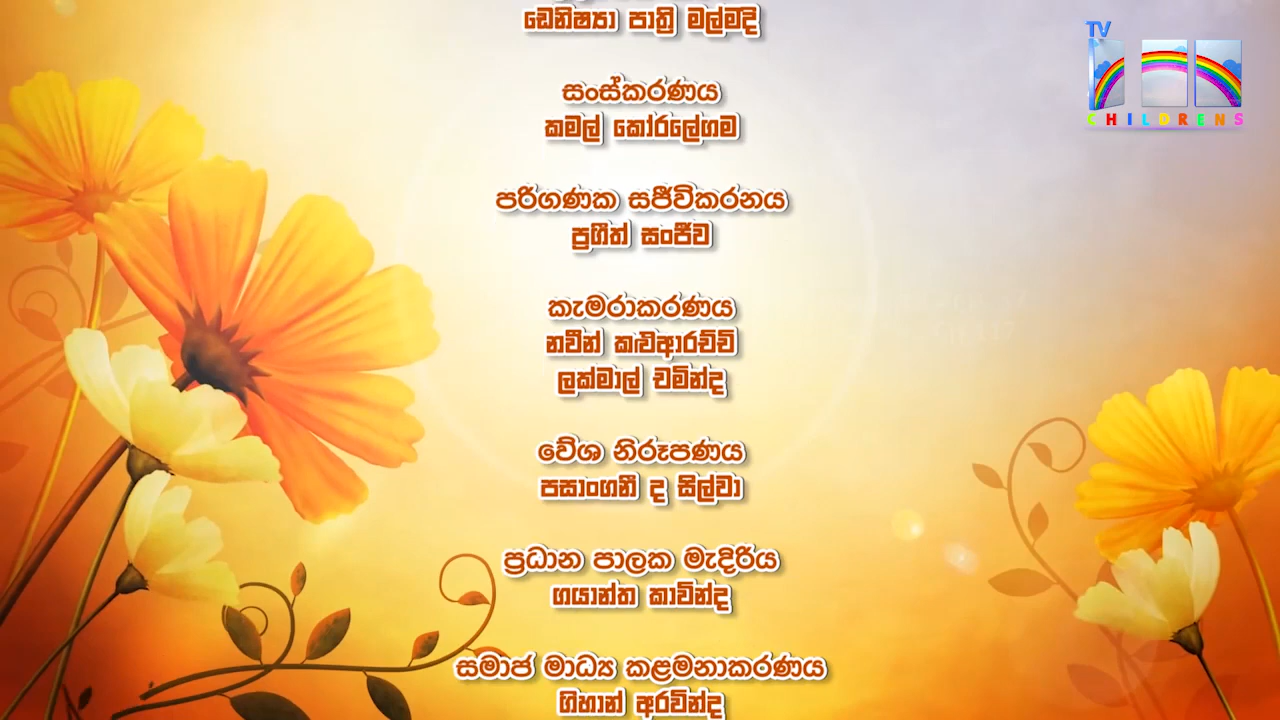 ඩෙනිෂ්‍යා පාත්‍රි මල්මදි
සංස්කරණය
කමල් කෝරලේගම
පරිගණක සජීවිකරනය
ප්‍රගීත් සංජීව
කැමරාකරණය
නවීන් කළුආරච්චි
ලක්මාල් චමින්ද
වේශ නිරූපණය
පසාංගනී ද සිල්වා
ප්‍රධාන පාලක මැදිරිය
ගයාන්ත කාවින්ද
සමාජ මාධ්‍ය කළමනාකරණය
ගිහාන් අරවින්ද
TV
CHILDRENS